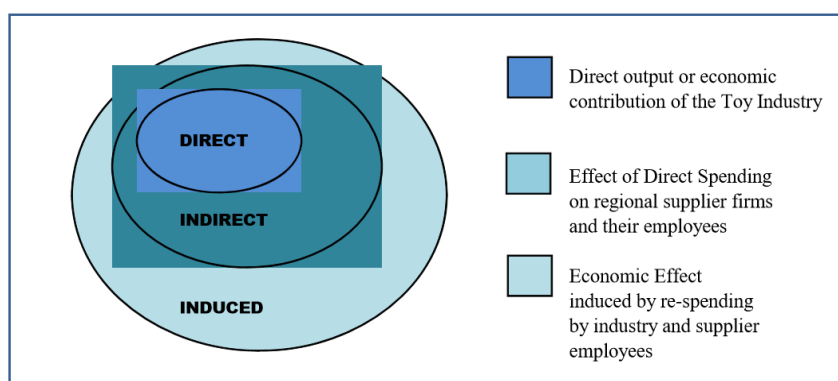 DIRECT
INDIRECT
INDUCED
Direct output or economic
contribution of the Toy Industry
Effect of Direct Spending
on regional supplier firms
and their employees
Economic Effect
induced by re-spending
by industry and supplier
employees